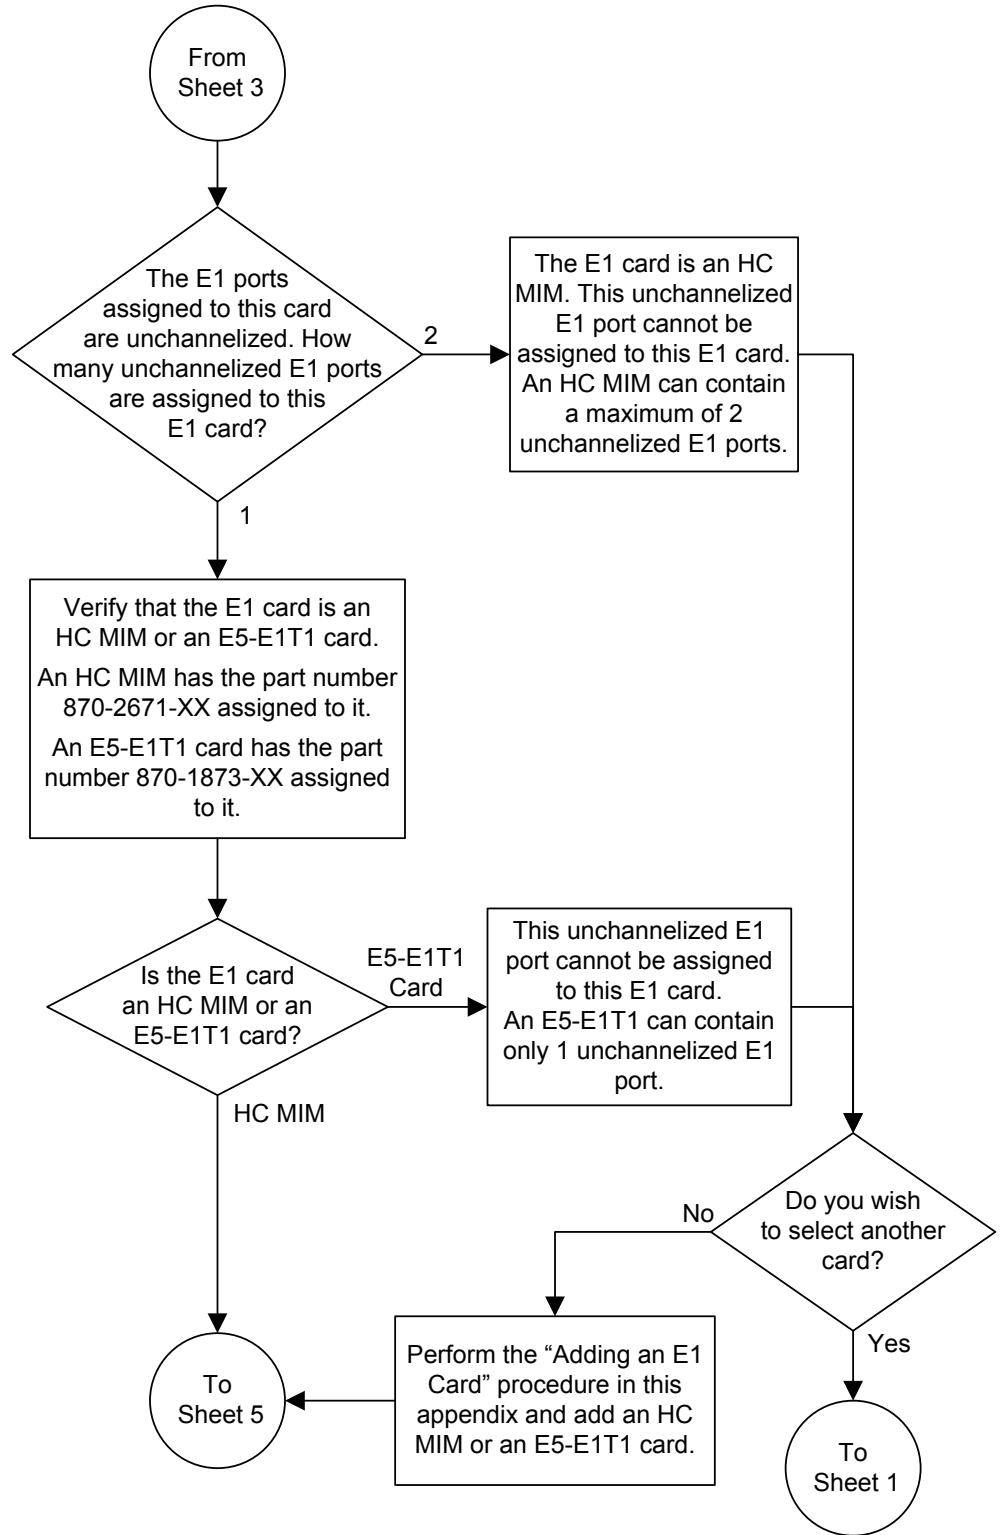 From
Sheet 3
The E1 ports
assigned to this card
are unchannelized. How
many unchannelized E1 ports
are assigned to this
E1 card?
2
The E1 card is an HC
MIM. This unchannelized
E1 port cannot be
assigned to this E1 card.
An HC MIM can contain
a maximum of 2
unchannelized E1 ports.
1
Verify that the E1 card is an
HC MIM or an E5-E1T1 card.
An HC MIM has the part number
870-2671-XX assigned to it.
An E5-E1T1 card has the part
number 870-1873-XX assigned
to it.
Is the E1 card
an HC MIM or an
E5-E1T1 card?
E5-E1T1
Card
This unchannelized E1
port cannot be assigned
to this E1 card.
An E5-E1T1 can contain
only 1 unchannelized E1
port.
HC MIM
Do you wish
to select another
card?
No
Yes
Perform the “Adding an E1
Card” procedure in this
appendix and add an HC
MIM or an E5-E1T1 card.
To
Sheet 5
To
Sheet 1